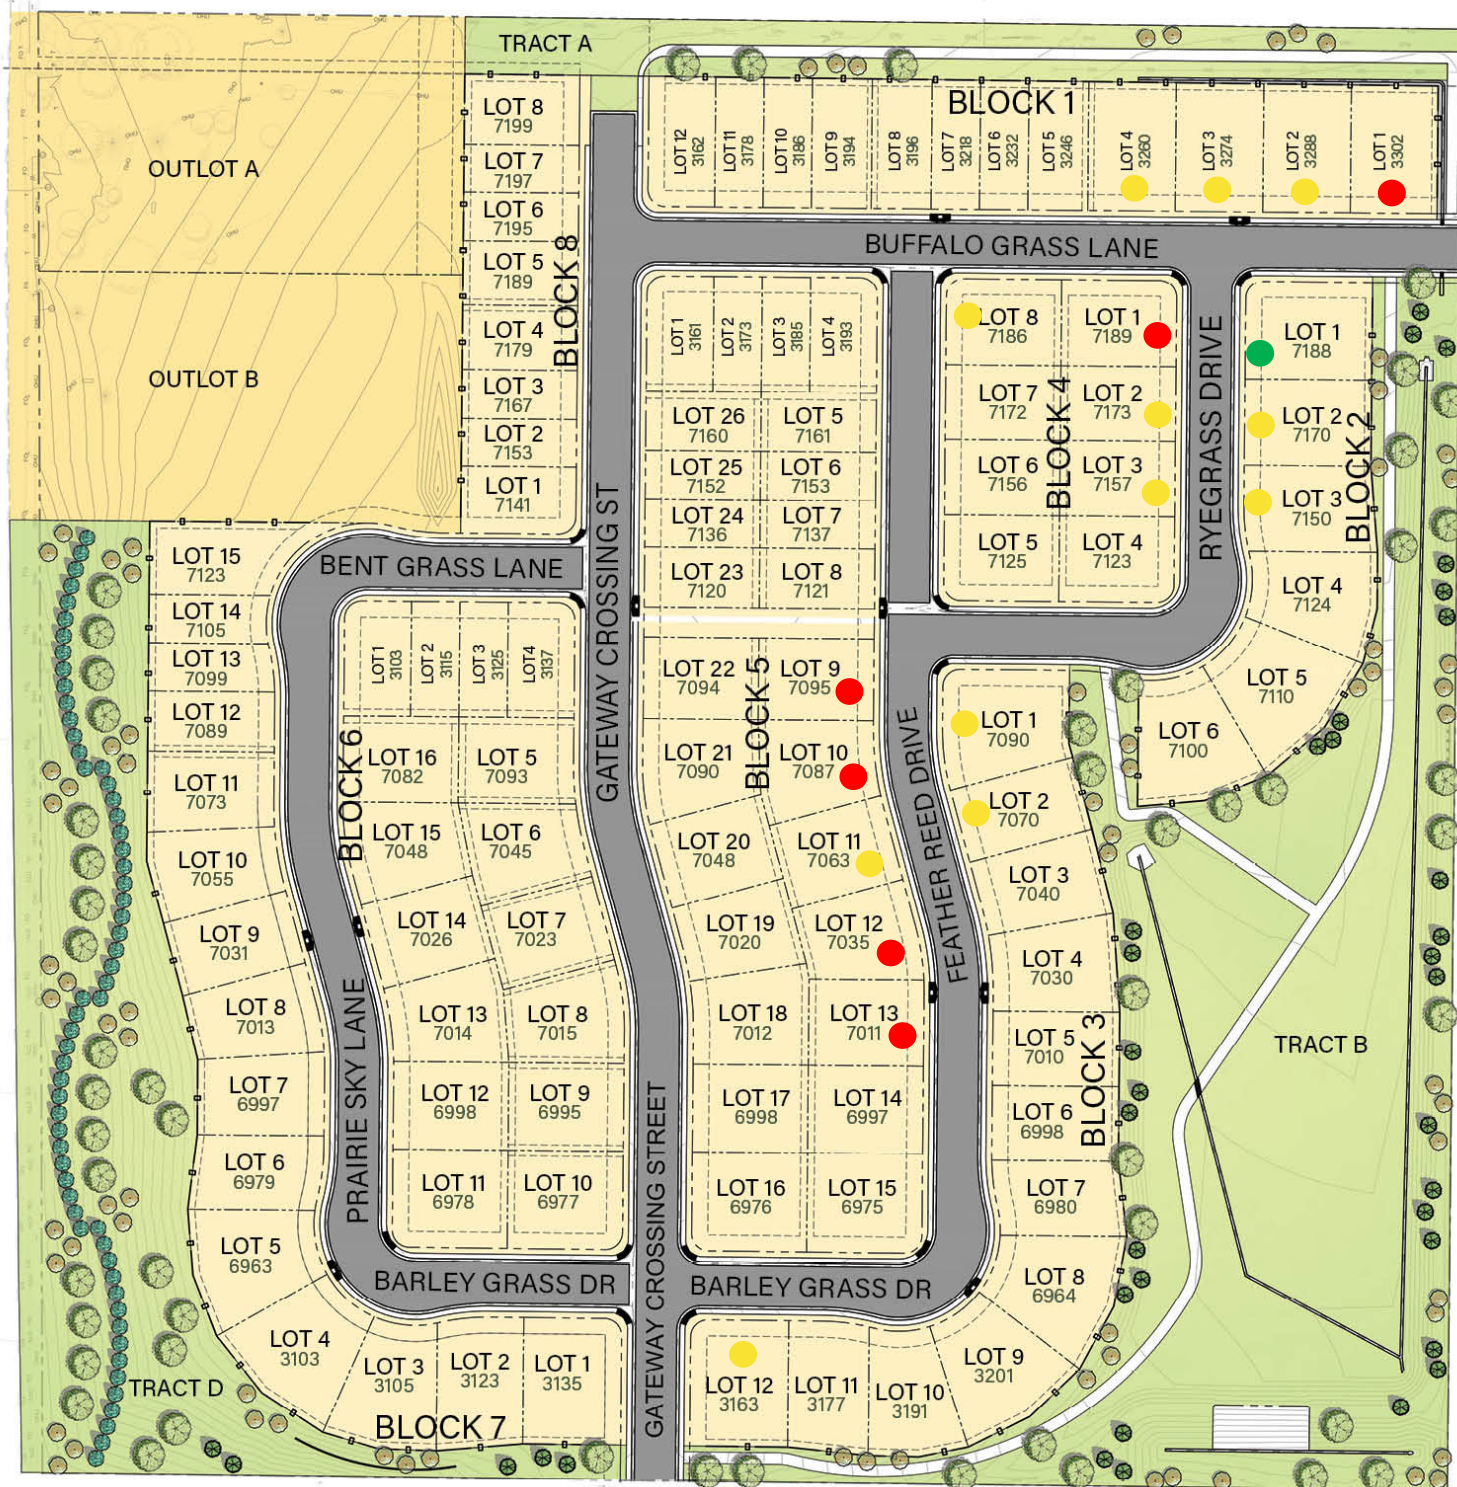 TRACT A
OUTLOT A
OUTLOT B
LOT 8
7199
LOT 7
7197
LOT 6
7195
LOT 5
7189
LOT 4
7179
LOT 3
7167
LOT 2
7153
LOT 1
7141
BLOCK 8
BLOCK 1
LOT 12
3162
LOT 11
3178
LOT 10
3186
LOT 9
3194
LOT 8
3196
LOT 7
3218
LOT 6
3232
LOT 5
3246
LOT 4
3260
LOT 3
3274
LOT 2
3288
LOT 1
3302
BUFFALO GRASS LANE
LOT 1
3161
LOT 2
3173
LOT 3
3185
LOT 4
3193
LOT 26
7160
LOT 5
7161
LOT 25
7152
LOT 6
7153
LOT 24
7136
LOT 7
7137
LOT 23
7120
LOT 8
7121
LOT 22
7094
LOT 9
7095
LOT 21
7090
LOT 10
7087
LOT 20
7048
LOT 11
7063
LOT 19
7020
LOT 12
7035
LOT 18
7012
LOT 13
7011
LOT 17
6998
LOT 14
6997
LOT 16
6976
LOT 15
6975
BLOCK 5
LOT 8
7186
LOT 1
7189
LOT 7
7172
LOT 2
7173
LOT 6
7156
LOT 3
7157
LOT 5
7125
LOT 4
7123
BLOCK 4
RYEGRASS DRIVE
LOT 1
7188
LOT 2
7170
LOT 3
7150
LOT 4
7124
LOT 5
7110
LOT 6
7100
BLOCK 2
BENT GRASS LANE
GATEWAY CROSSING ST
LOT 15
7123
LOT 14
7105
LOT 13
7099
LOT 12
7089
LOT 11
7073
LOT 10
7055
LOT 9
7031
LOT 8
7013
LOT 7
6997
LOT 6
6979
LOT 5
6963
LOT 4
3103
LOT 3
3105
LOT 2
3123
LOT 1
3135
BLOCK 7
TRACT D
LOT 1
3103
LOT 2
3115
LOT 3
3125
LOT4
3137
LOT 16
7082
LOT 5
7093
LOT 15
7048
LOT 6
7045
LOT 14
7026
LOT 7
7023
LOT 13
7014
LOT 8
7015
LOT 12
6998
LOT 9
6995
LOT 11
6978
LOT 10
6977
BLOCK 6
PRAIRIE SKY LANE
BARLEY GRASS DR
GATEWAY CROSSING STREET
BARLEY GRASS DR
FEATHER REED DRIVE
LOT 1
7090
LOT 2
7070
LOT 3
7040
LOT 4
7030
LOT 5
7010
LOT 6
6998
LOT 7
6980
LOT 8
6964
LOT 9
3201
LOT 10
3191
LOT 11
3177
LOT 12
3163
BLOCK 3
TRACT B